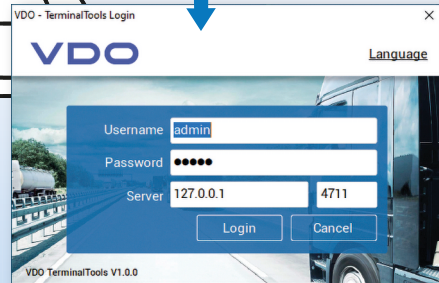 VDO - TerminalTools Login
VDO
Language
Username admin
Password ●●●●●
Server 127.0.0.1 4711
Login Cancel
VDO TerminalTools V1.0.0